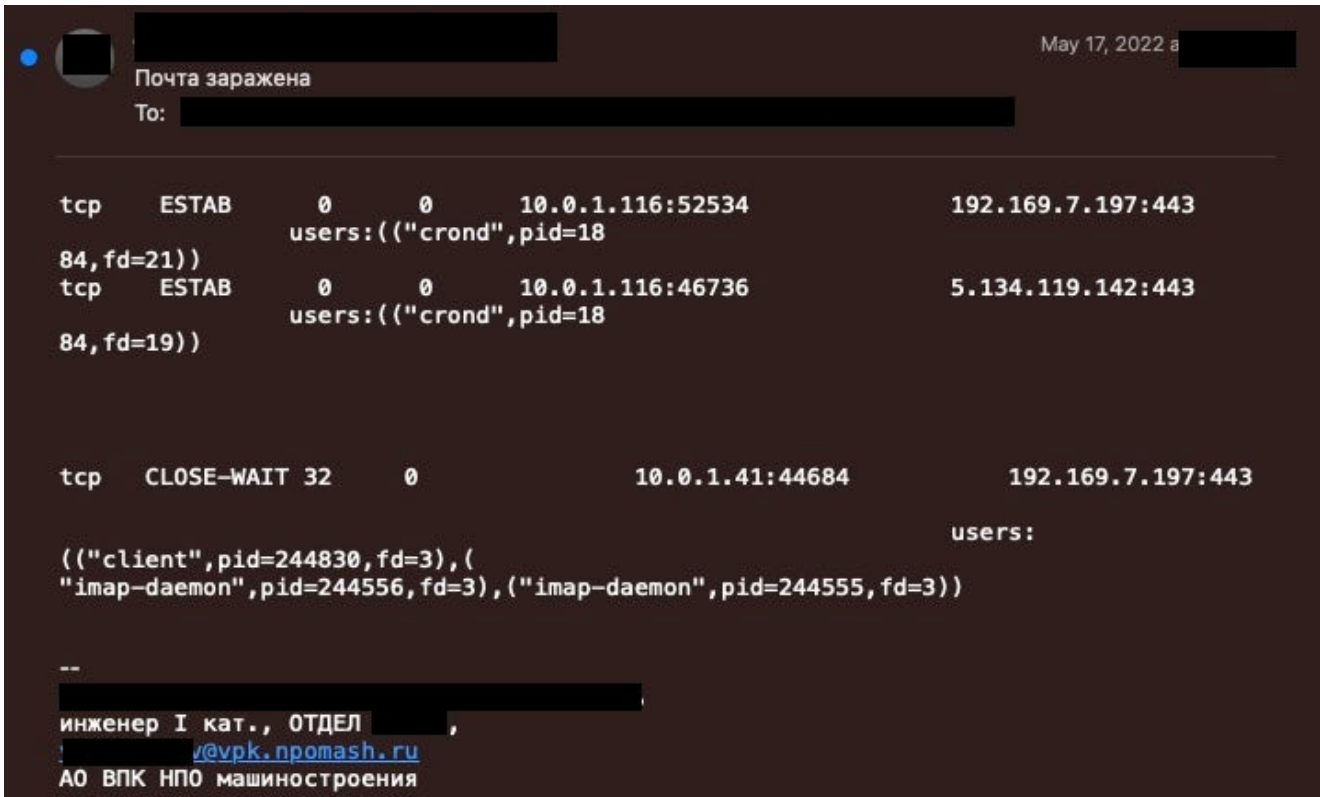 May 17, 2022 a
Почта заражена
To:
tcp ESTAB 0 0 10.0.1.116:52534 192.169.7.197:443
users:(("crond",pid=18
84,fd=21))
tcp ESTAB 0 0 10.0.1.116:46736 5.134.119.142:443
users:(("crond",pid=18
84,fd=19))
tcp CLOSE-WAIT 32 0 10.0.1.41:44684 192.169.7.197:443
users:
(("client",pid=244830,fd=3),(
"imap-daemon",pid=244556,fd=3),("imap-daemon",pid=244555,fd=3))
--
инженер I кат., ОТДЕЛ ,
v@vpk.npomash.ru
АО ВПК НПО машиностроения